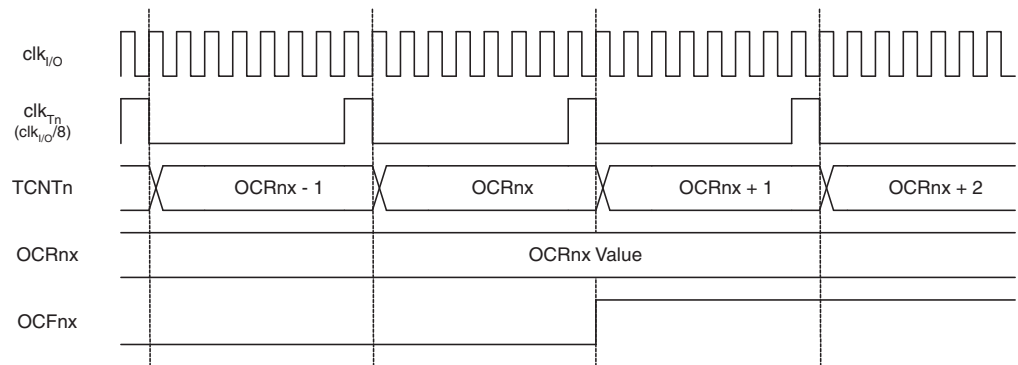 clkI/O
clkTn
(clkI/O/8)
TCNTn OCRnx - 1 OCRnx OCRnx + 1 OCRnx + 2
OCRnx OCRnx Value
OCFnx